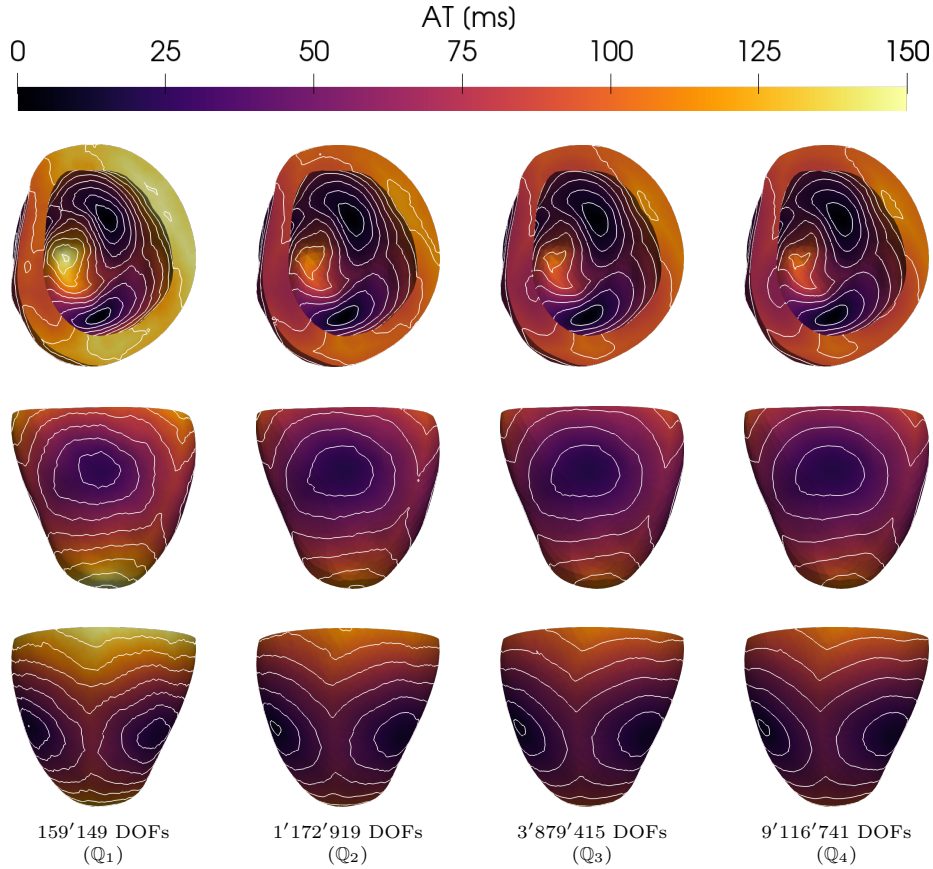 AT (ms)
0 25 50 75 100 125 150
159′149 DOFs 1′172′919 DOFs 3′879′415 DOFs 9′116′741 DOFs
(ℚ₁) (ℚ₂) (ℚ₃) (ℚ₄)